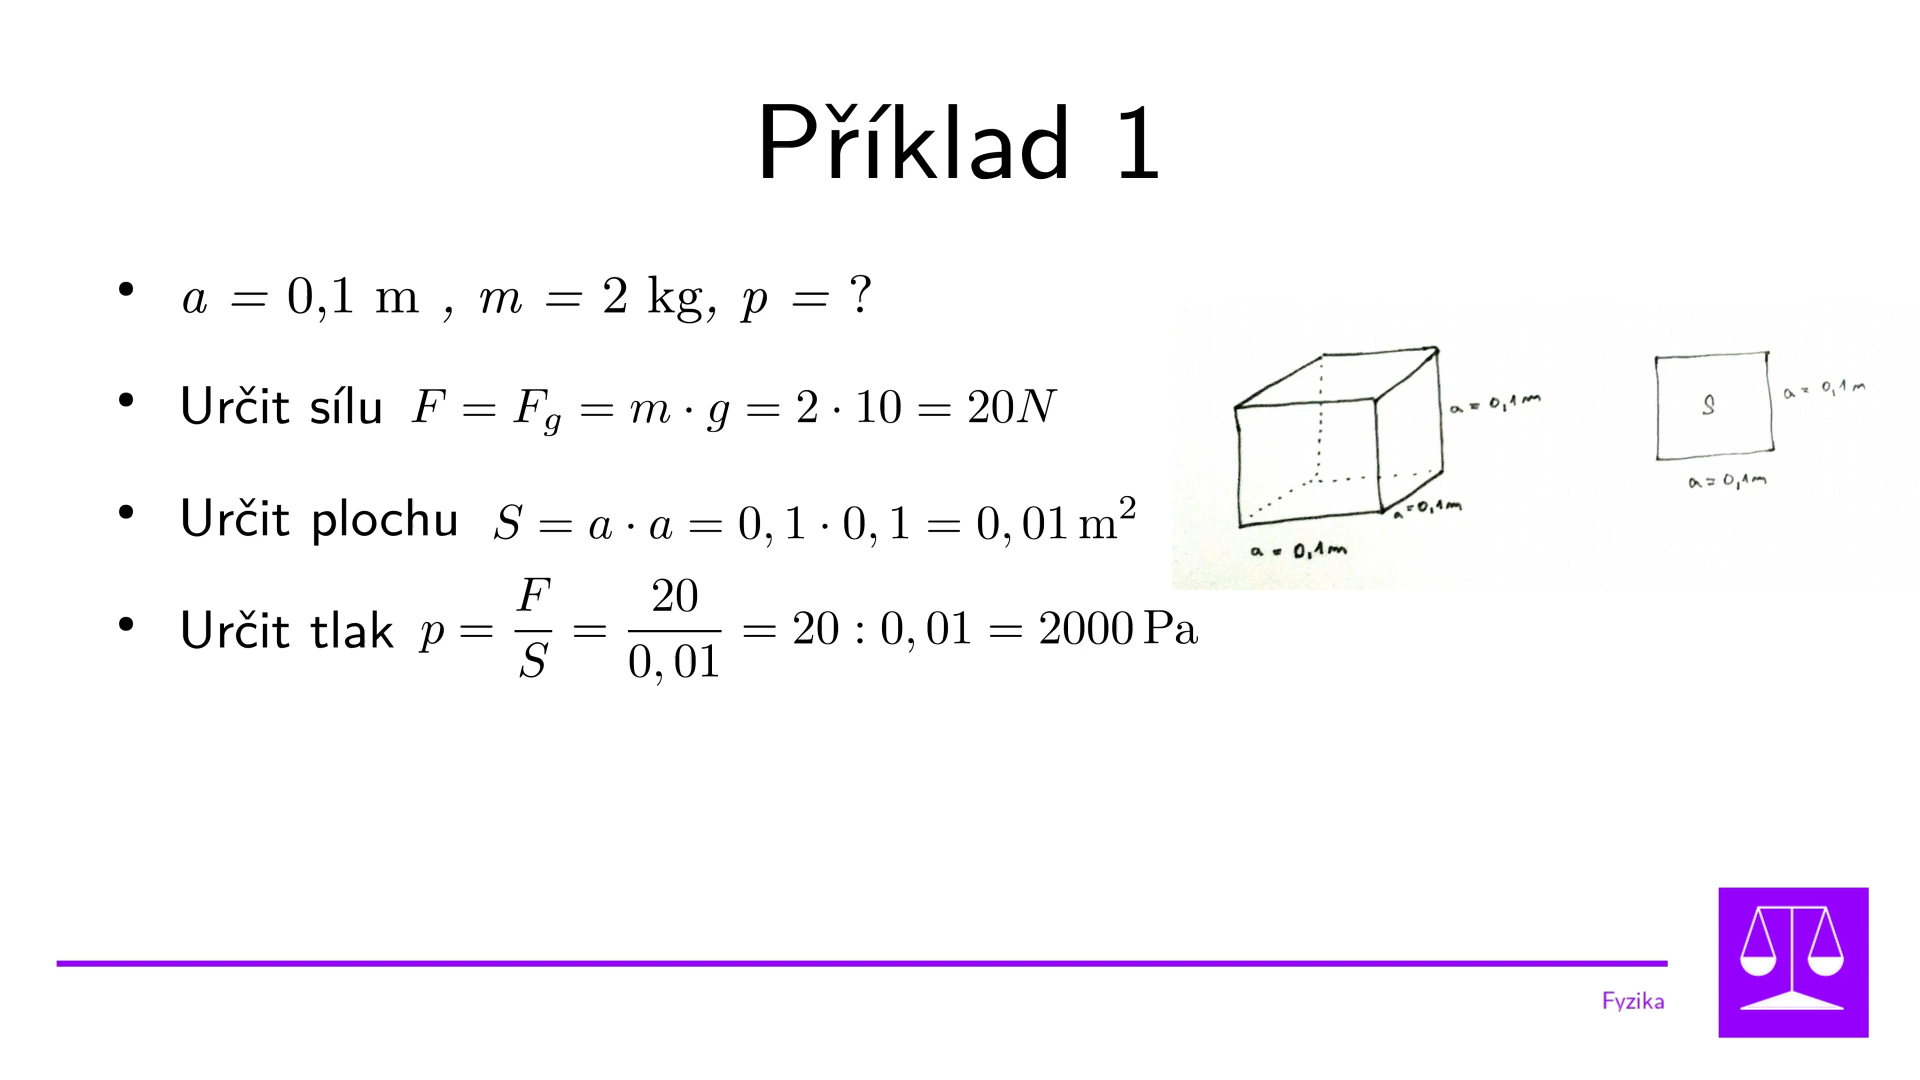 Příklad 1
• a = 0,1 m , m = 2 kg, p = ?
• Určit sílu F = F_g = m · g = 2 · 10 = 20N
• Určit plochu S = a · a = 0, 1 · 0, 1 = 0, 01 m²
• Určit tlak p = F/S = 20/0, 01 = 20 : 0, 01 = 2000 Pa
a = 0,1m
a = 0,1m
a = 0,1m
S
a = 0,1m
a = 0,1m
Fyzika